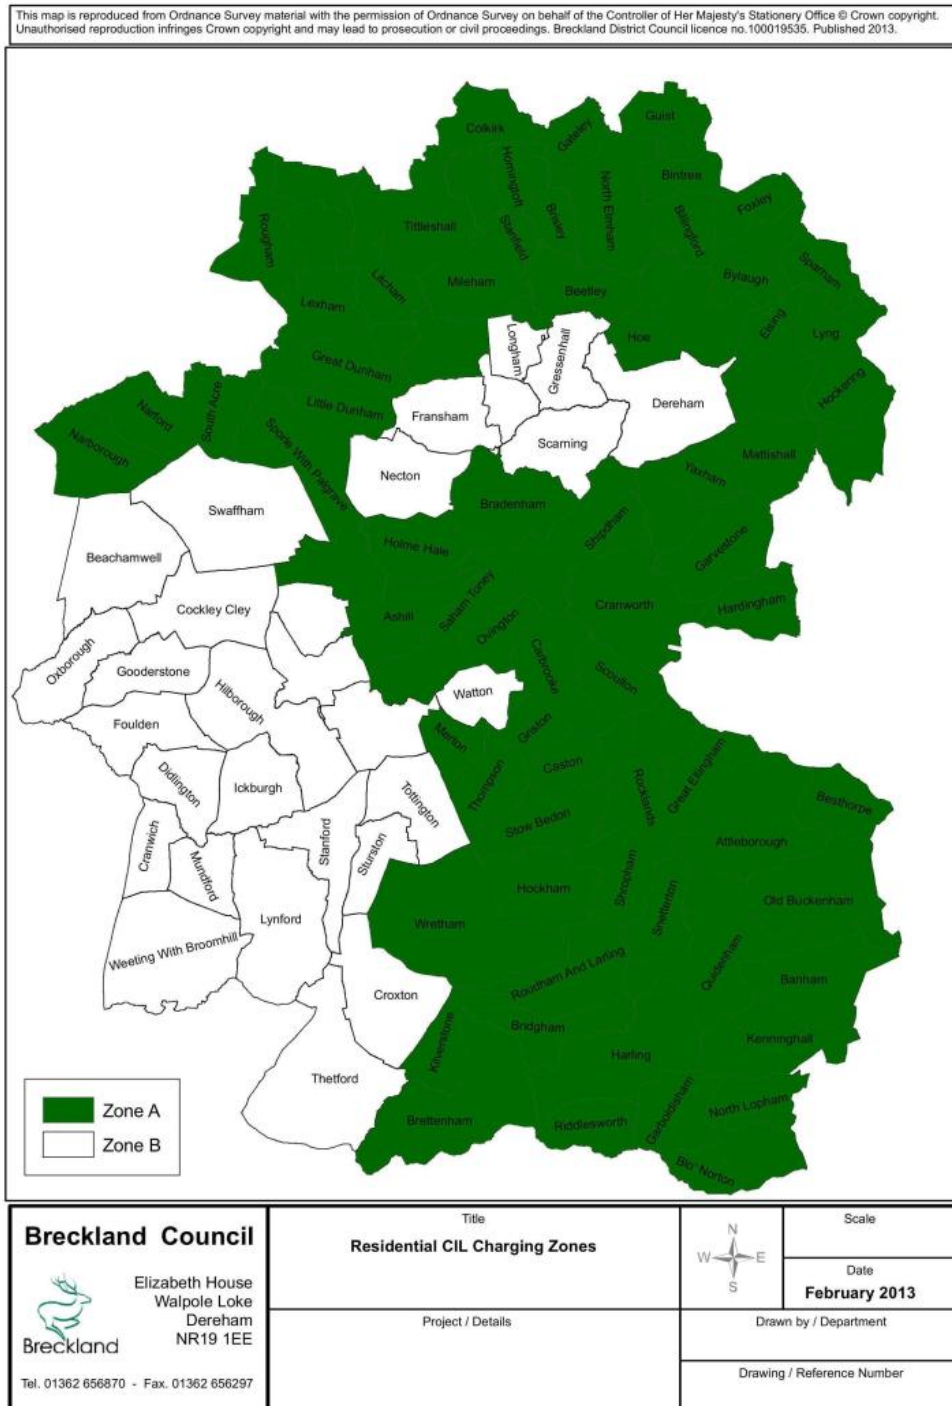 This map is reproduced from Ordnance Survey material with the permission of Ordnance Survey on behalf of the Controller of Her Majesty's Stationery Office © Crown copyright.
Unauthorised reproduction infringes Crown copyright and may lead to prosecution or civil proceedings. Breckland District Council licence no.100019535. Published 2013.
Guist
Colkirk
Gateley
Horningtoft
Bintree
North Elmham
Foxley
Brisley
Billingford
Rougham
Tittleshall
Stanfield
Sparham
Litcham
Mileham
Bylaugh
Beetley
Lexham
Elsing
Lyng
Hoe
Longham
Gressenhall
Great Dunham
Hockering
Little Dunham
Dereham
South Acre
Narford
Fransham
Scarning
Narborough
Sporle With Palgrave
Mattishall
Necton
Yaxham
Bradenham
Swaffham
Shipdham
Garvestone
Holme Hale
Beachamwell
Saham Toney
Cranworth
Hardingham
Cockley Cley
Ashill
Ovington
Oxborough
Gooderstone
Carbrooke
Scoulton
Hilborough
Watton
Foulden
Griston
Merton
Didlington
Caston
Great Ellingham
Thompson
Rocklands
Ickburgh
Tottington
Besthorpe
Stow Bedon
Stanford
Attleborough
Cranwich
Sturston
Mundford
Shropham
Hockham
Snetterton
Old Buckenham
Lynford
Wretham
Weeting With Broomhill
Quidenham
Roudham And Larling
Banham
Croxton
Bridgham
Kilverstone
Kenninghall
Harling
Thetford
Garboldisham
North Lopham
Brettenham
Riddlesworth
Blo' Norton
Zone A
Zone B
Breckland Council
Elizabeth House
Walpole Loke
Dereham
NR19 1EE
Breckland
Tel. 01362 656870 - Fax. 01362 656297
Title
Residential CIL Charging Zones
Project / Details
N
W E
S
Scale
Date
February 2013
Drawn by / Department
Drawing / Reference Number